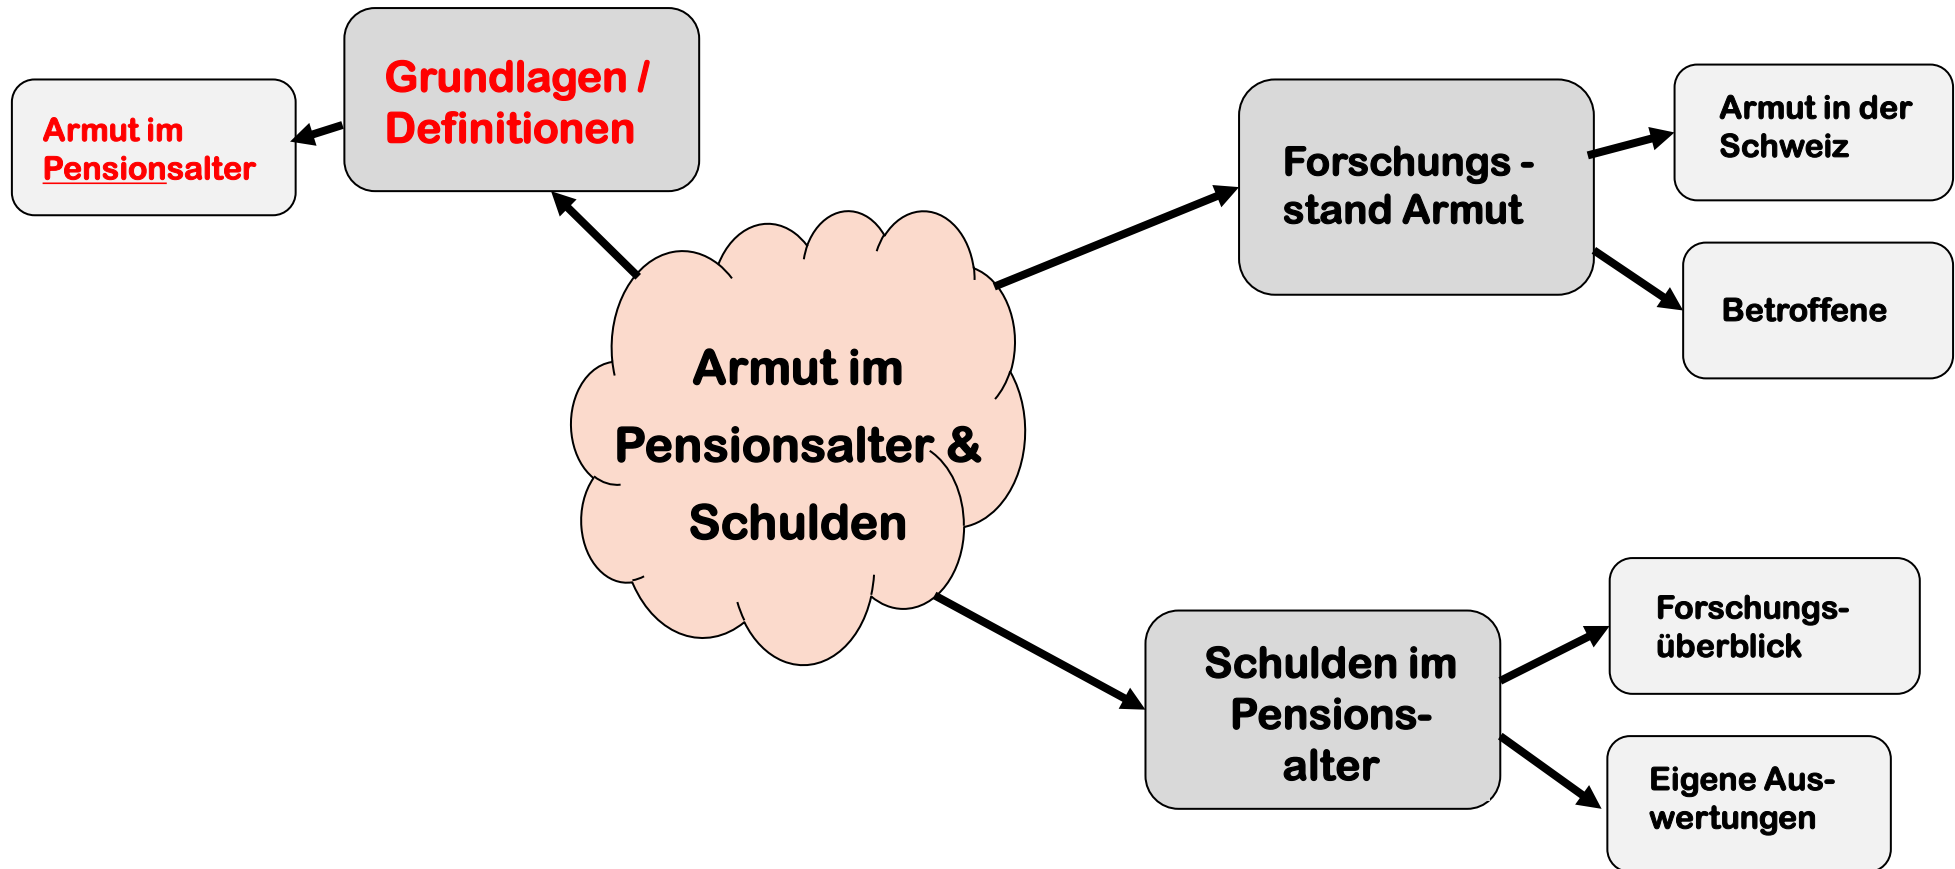 Grundlagen /
Definitionen
Armut im
Pensionsalter
Forschungs -
stand Armut
Armut in der
Schweiz
Betroffene
Armut im
Pensionsalter &
Schulden
Schulden im
Pensions-
alter
Forschungs-
überblick
Eigene Aus-
wertungen